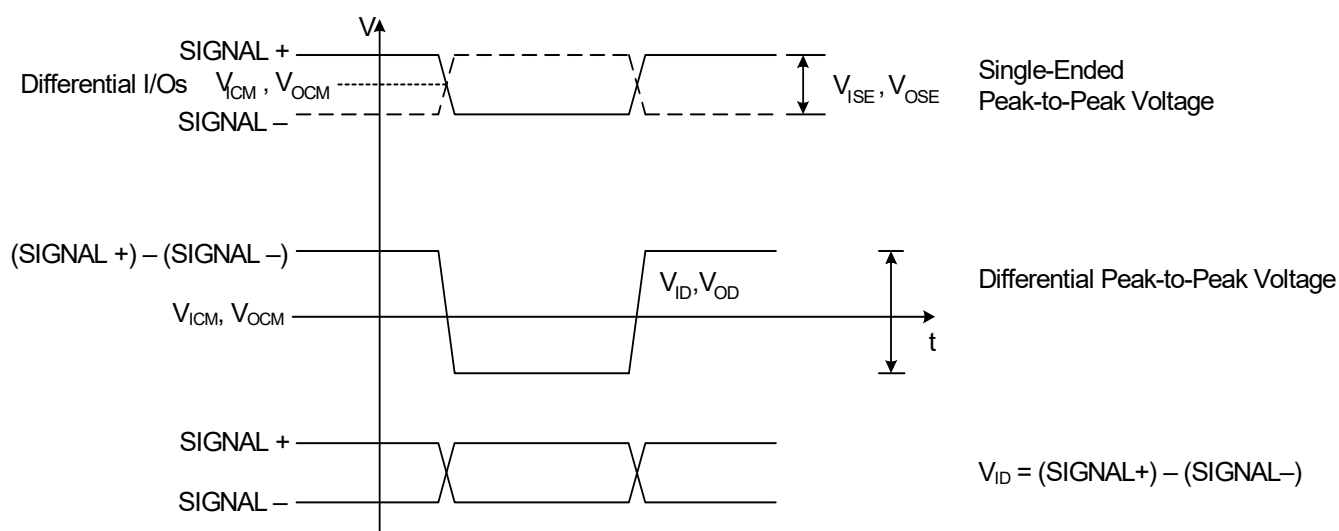 V
SIGNAL +
Differential I/Os V_ICM , V_OCM
SIGNAL –
V_ISE , V_OSE
Single-Ended
Peak-to-Peak Voltage
(SIGNAL +) – (SIGNAL –)
V_ID, V_OD
Differential Peak-to-Peak Voltage
V_ICM, V_OCM
t
SIGNAL +
SIGNAL –
V_ID = (SIGNAL+) – (SIGNAL–)